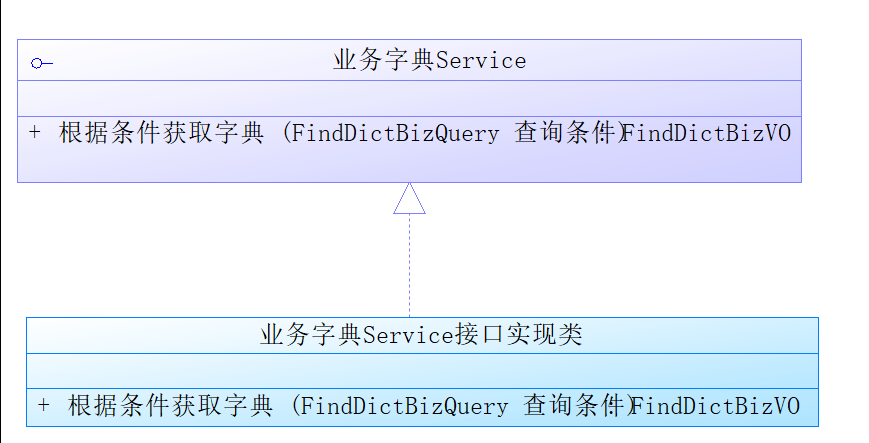 业务字典Service
+ 根据条件获取字典 (FindDictBizQuery 查询条件) : FindDictBizVO
业务字典Service接口实现类
+ 根据条件获取字典 (FindDictBizQuery 查询条件) : FindDictBizVO